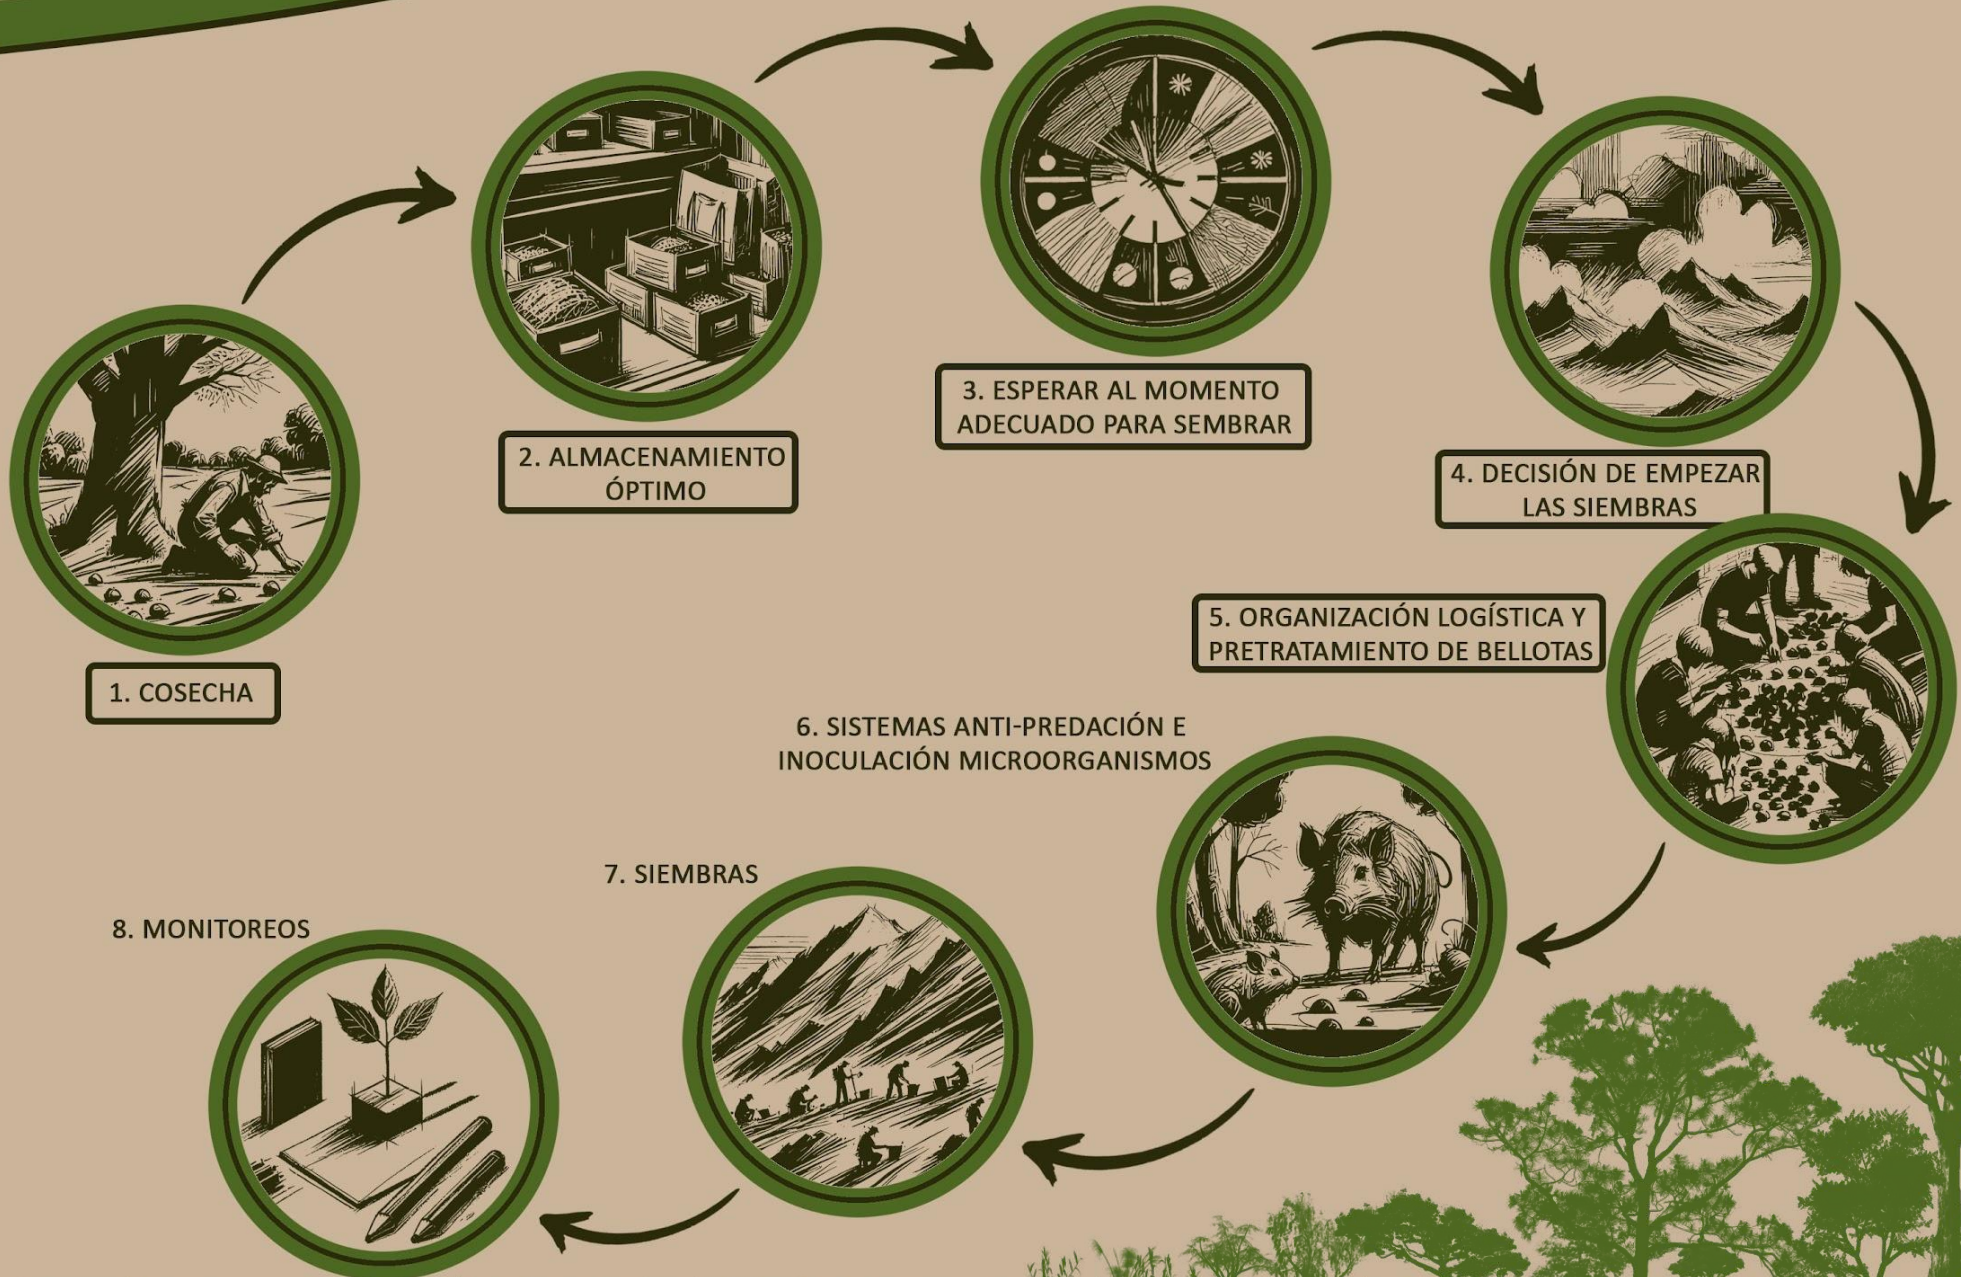 1. COSECHA
2. ALMACENAMIENTO
ÓPTIMO
3. ESPERAR AL MOMENTO
ADECUADO PARA SEMBRAR
4. DECISIÓN DE EMPEZAR
LAS SIEMBRAS
5. ORGANIZACIÓN LOGÍSTICA Y
PRETRATAMIENTO DE BELLOTAS
6. SISTEMAS ANTI-PREDACIÓN E
INOCULACIÓN MICROORGANISMOS
7. SIEMBRAS
8. MONITOREOS